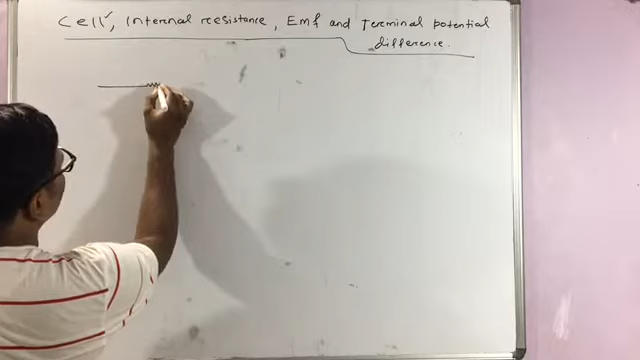 Cell, Internal resistance, Emf and Terminal potential
difference.